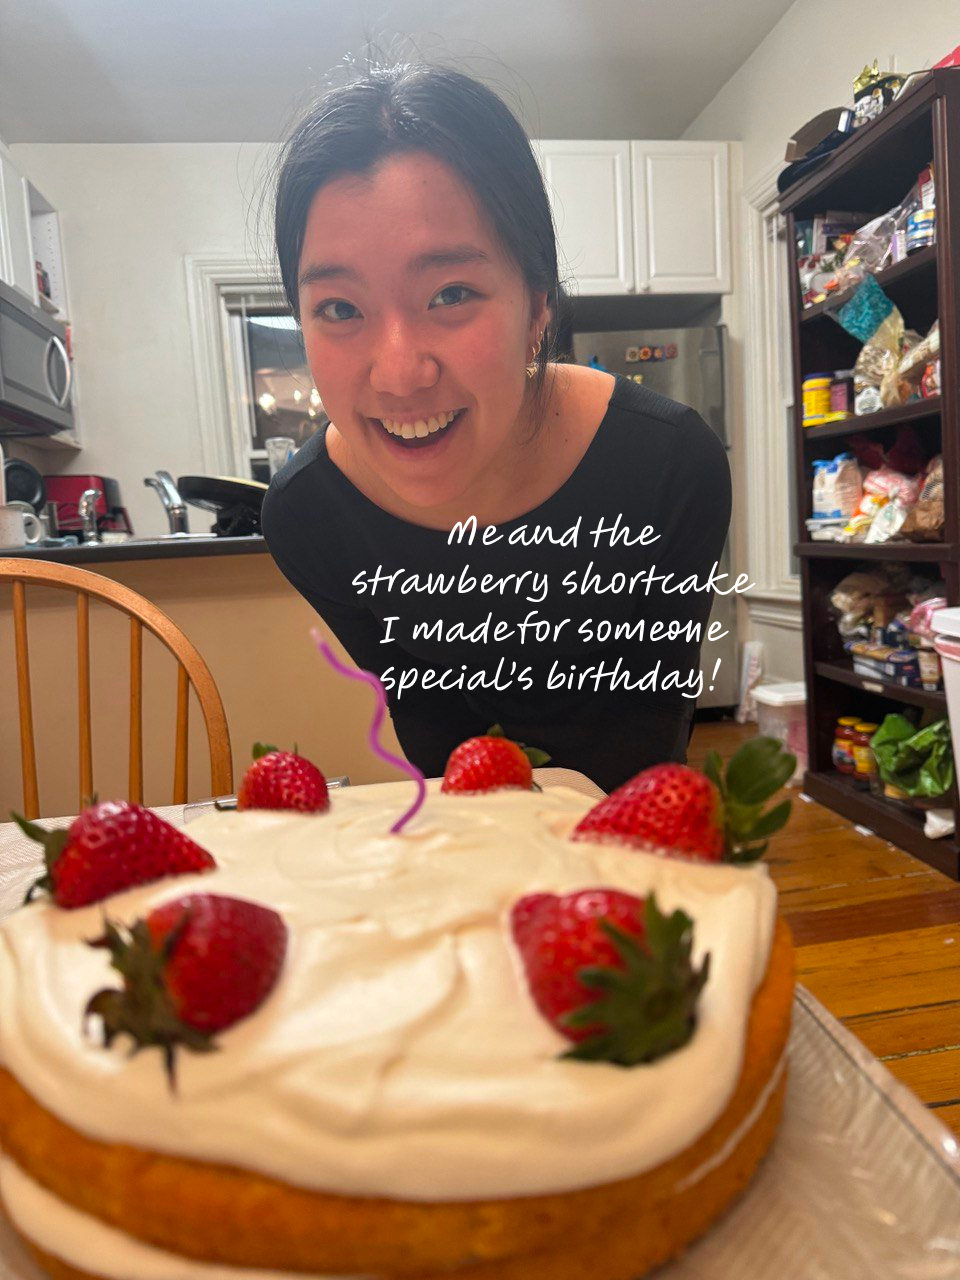 Me and the
strawberry shortcake
I made for someone
special's birthday!